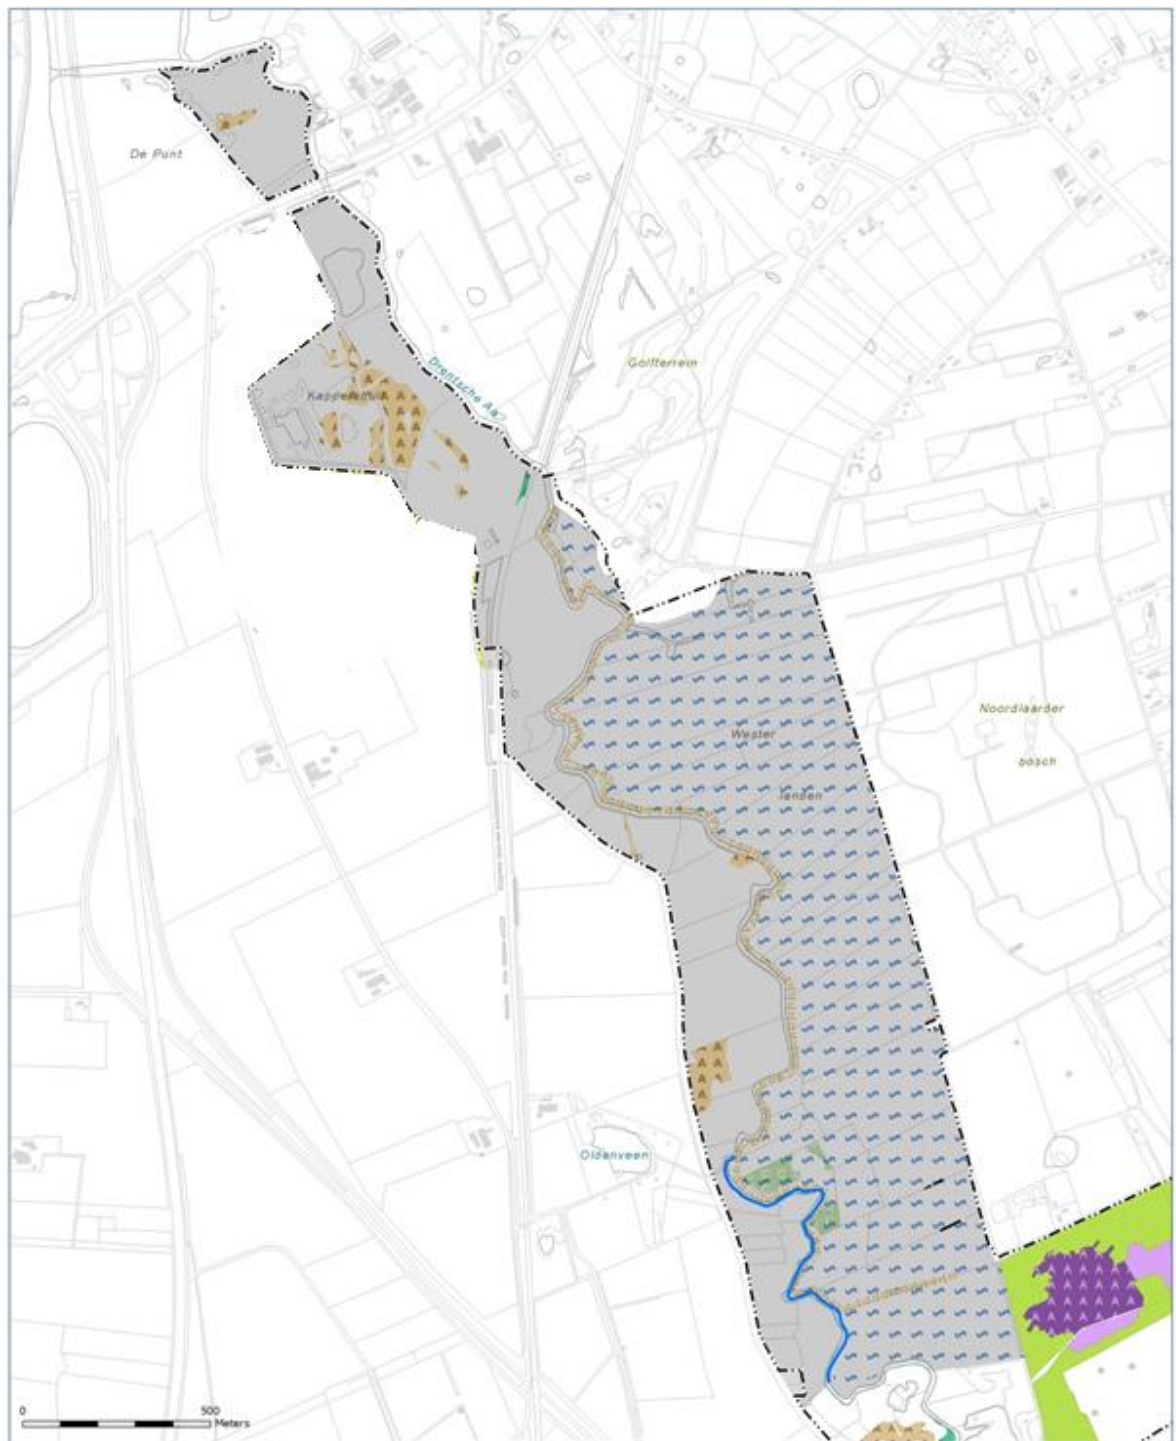 De Punt
Drentsche Aa
Golfterrein
Noordlaarder
bosch
Wester
landen
Oldenveen
0 500
Meters